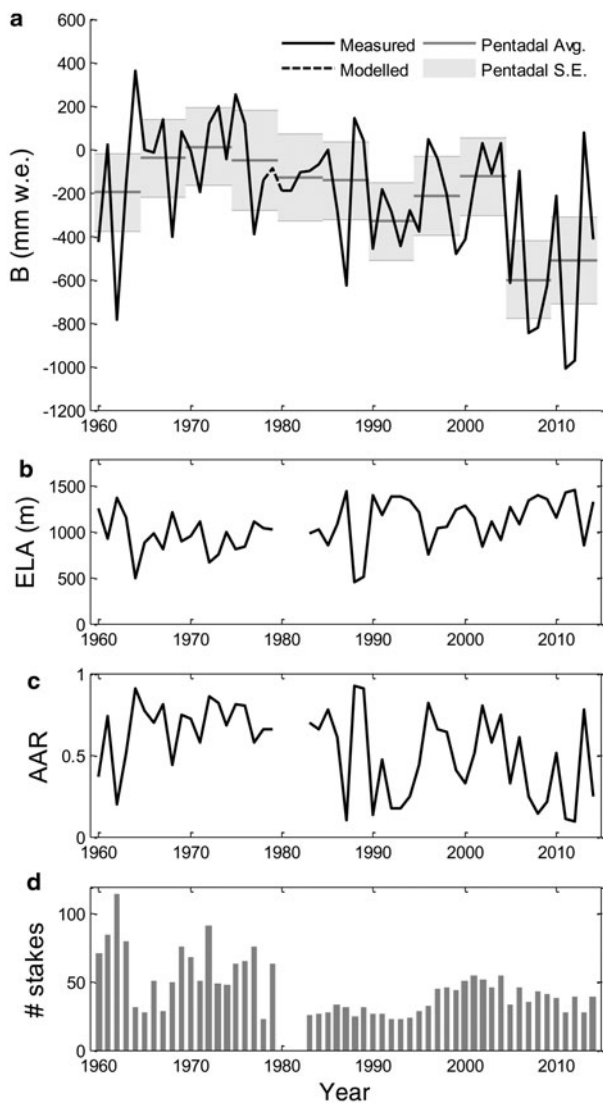 a
600
400
200
0
-200
-400
-600
-800
-1000
-1200
B (mm w.e.)
Measured
Modelled
Pentadal Avg.
Pentadal S.E.
1960 1970 1980 1990 2000 2010
b
1500
1000
500
0
ELA (m)
1960 1970 1980 1990 2000 2010
c
1
0.5
0
AAR
1960 1970 1980 1990 2000 2010
d
100
50
0
# stakes
1960 1970 1980 1990 2000 2010
Year